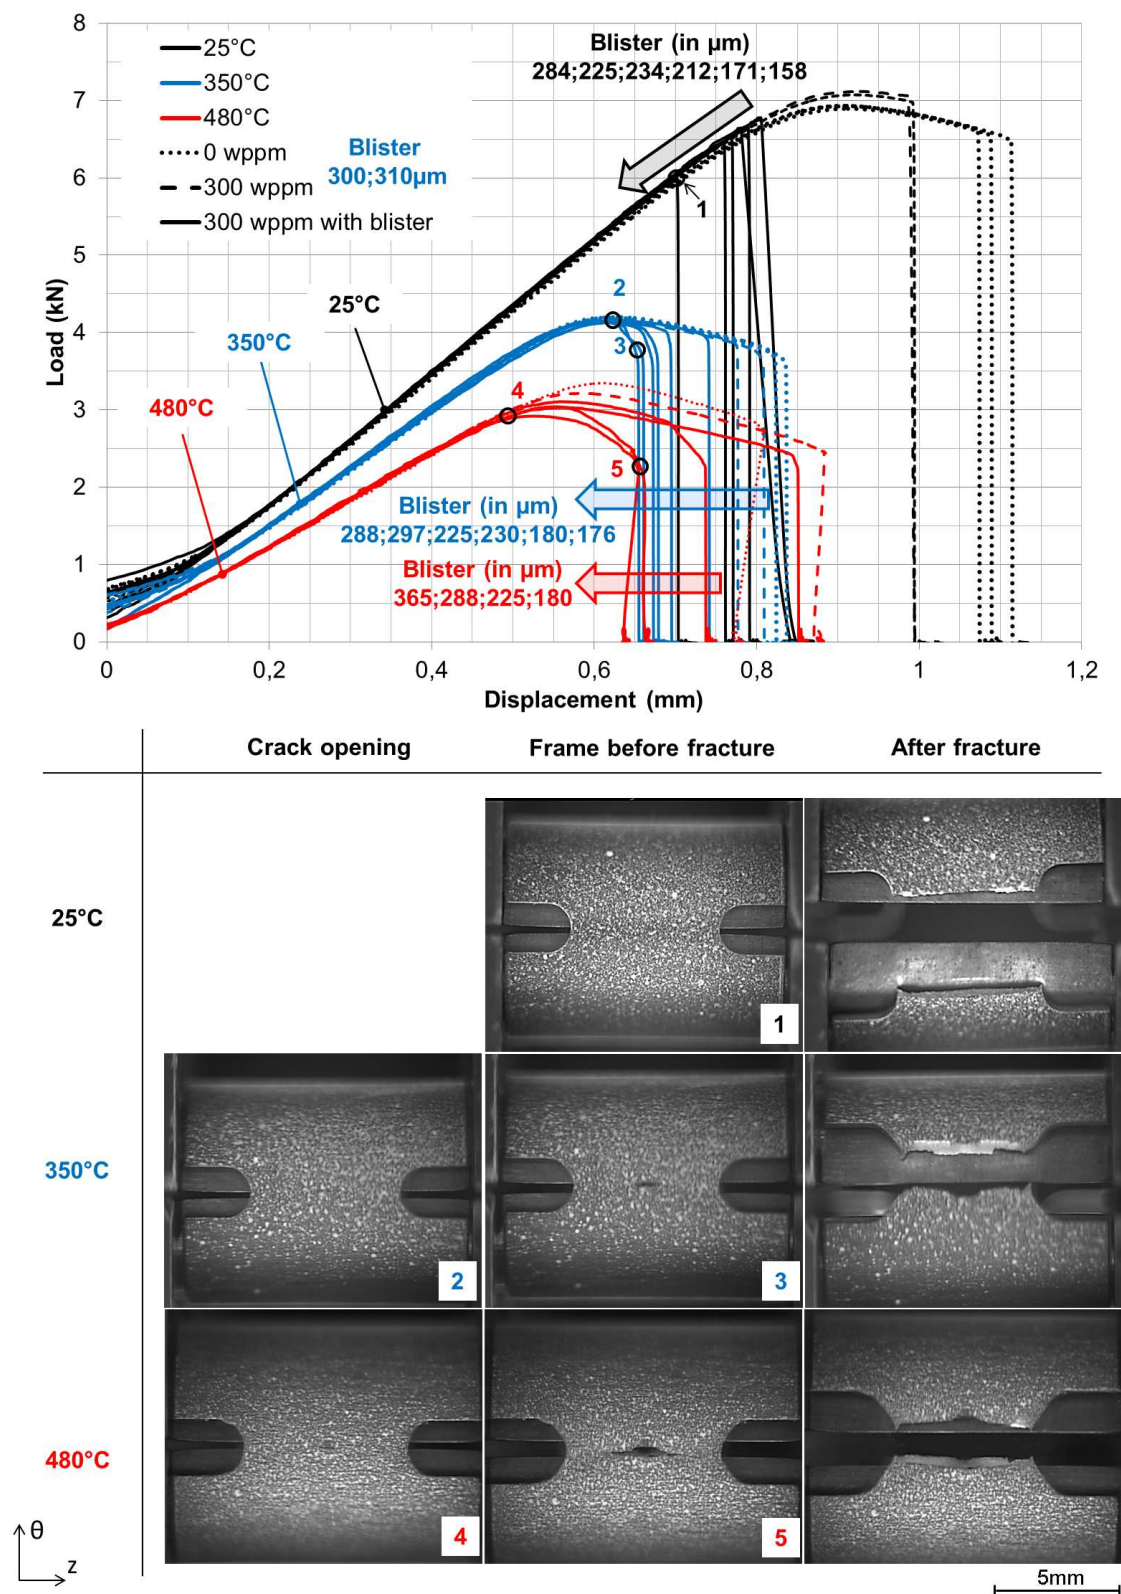 8
7
6
5
4
3
2
1
0
Load (kN)
25°C
350°C
480°C
0 wppm
300 wppm
300 wppm with blister
Blister
300;310µm
Blister (in µm)
284;225;234;212;171;158
1
2
3
4
5
25°C
350°C
480°C
Blister (in µm)
288;297;225;230;180;176
Blister (in µm)
365;288;225;180
0 0,2 0,4 0,6 0,8 1 1,2
Displacement (mm)
Crack opening Frame before fracture After fracture
25°C
1
350°C
2 3
480°C
4 5
θ
z
5mm